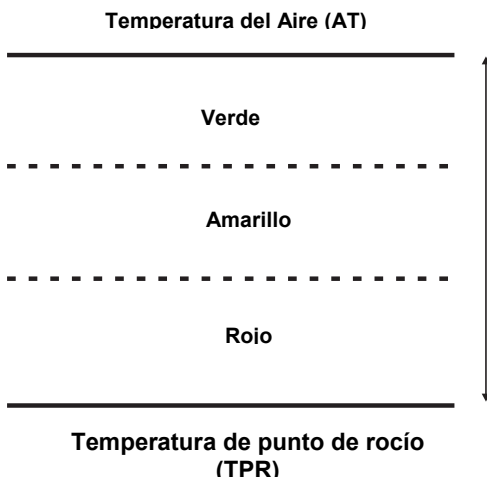 Temperatura del Aire (AT)
Verde
Amarillo
Rojo
Temperatura de punto de rocío
(TPR)